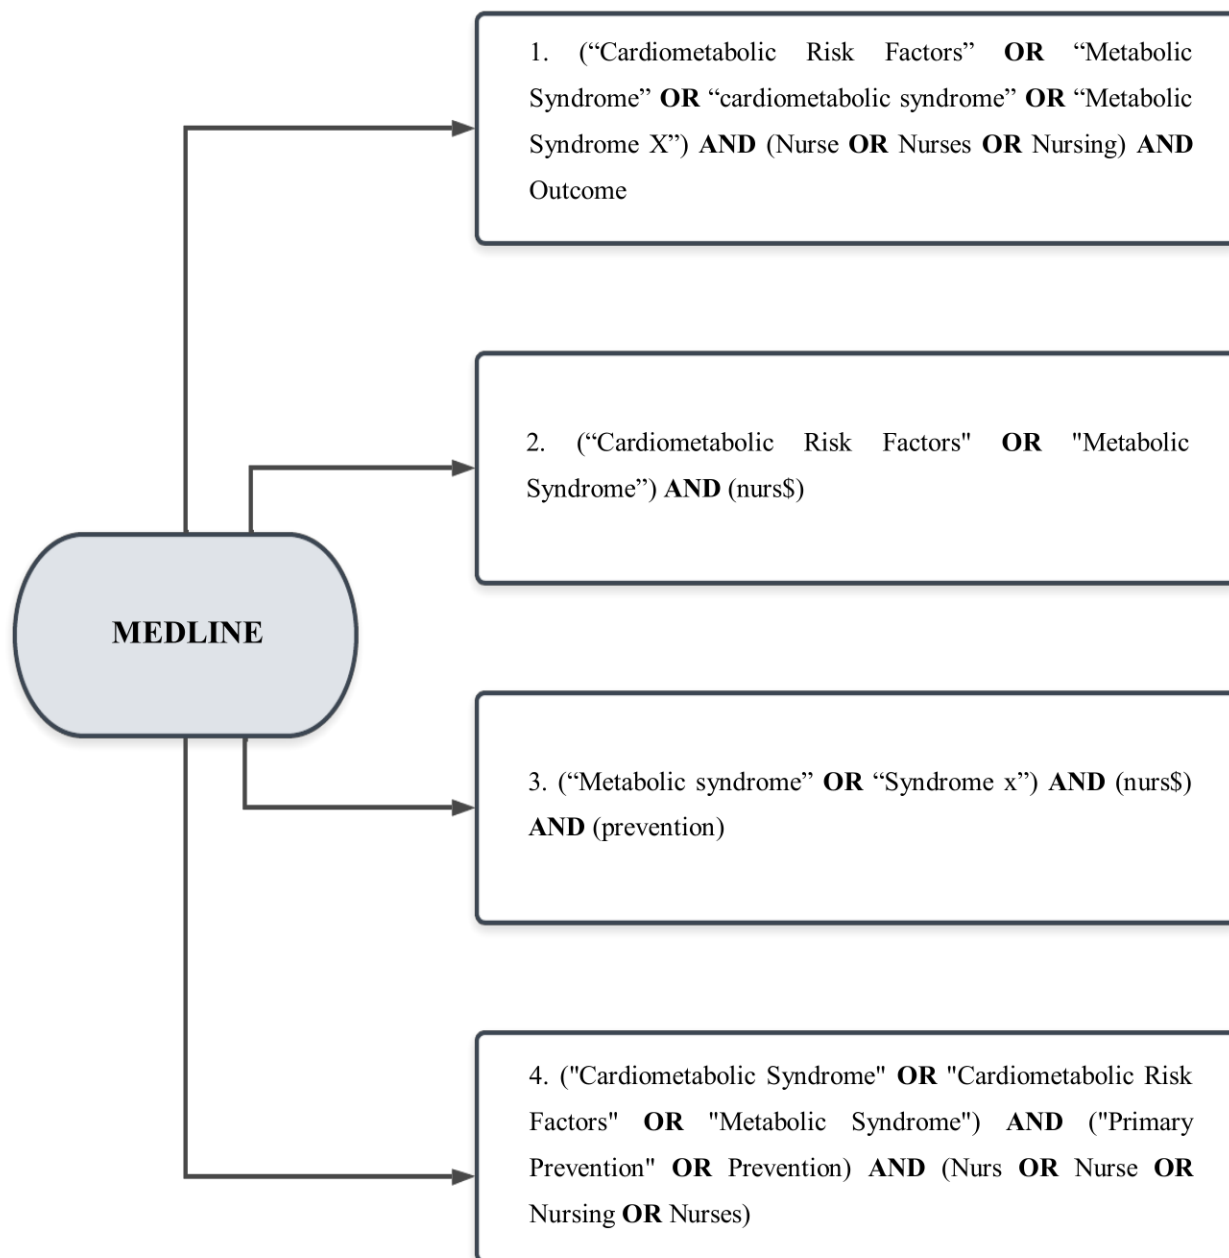 1. (“Cardiometabolic Risk Factors” OR “Metabolic
Syndrome” OR “cardiometabolic syndrome” OR “Metabolic
Syndrome X”) AND (Nurse OR Nurses OR Nursing) AND
Outcome
2. (“Cardiometabolic Risk Factors" OR "Metabolic
Syndrome”) AND (nurs$)
MEDLINE
3. (“Metabolic syndrome” OR “Syndrome x”) AND (nurs$)
AND (prevention)
4. ("Cardiometabolic Syndrome" OR "Cardiometabolic Risk
Factors" OR "Metabolic Syndrome") AND ("Primary
Prevention" OR Prevention) AND (Nurs OR Nurse OR
Nursing OR Nurses)